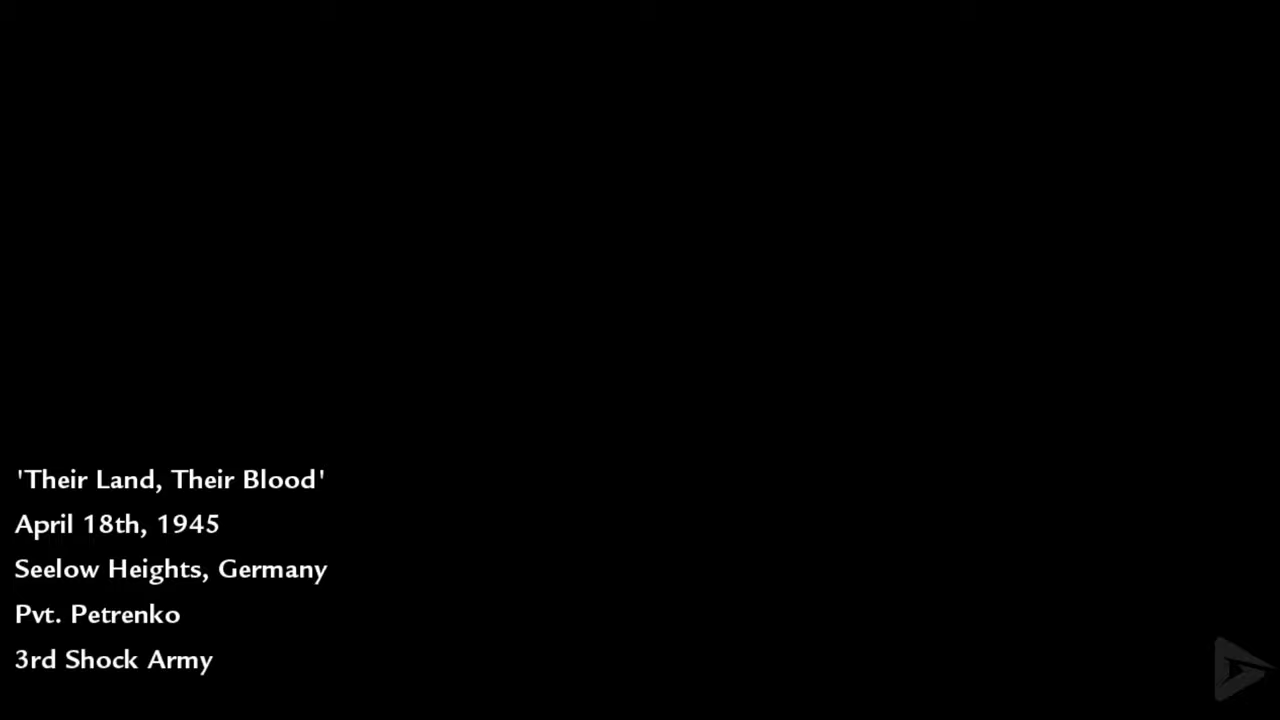 'Their Land, Their Blood'
April 18th, 1945
Seelow Heights, Germany
Pvt. Petrenko
3rd Shock Army